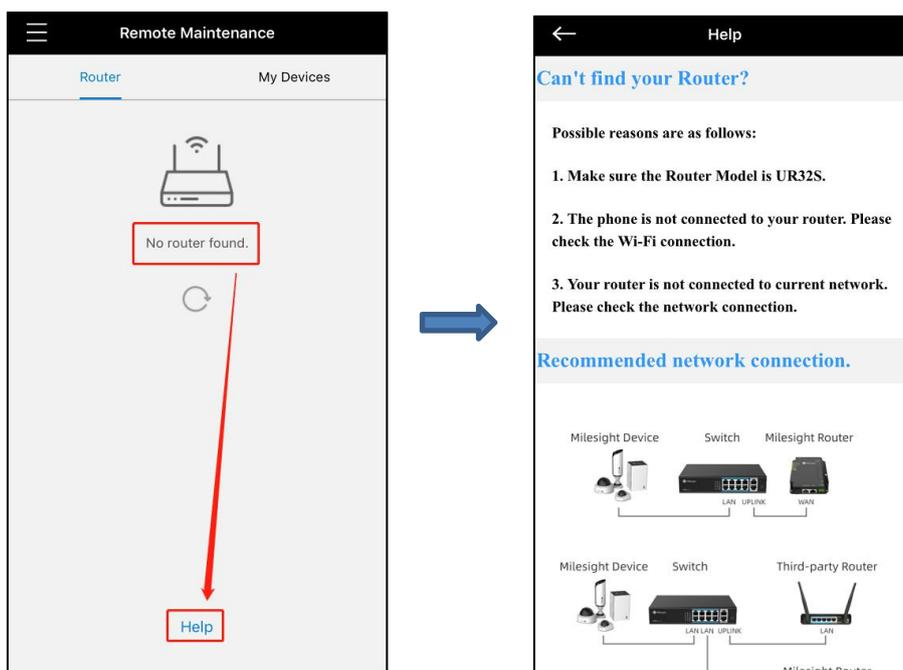 Remote Maintenance
Router
My Devices
No router found.
Help
Help
Can't find your Router?
Possible reasons are as follows:
1. Make sure the Router Model is UR32S.
2. The phone is not connected to your router. Please
check the Wi-Fi connection.
3. Your router is not connected to current network.
Please check the network connection.
Recommended network connection.
Milesight Device
Switch
Milesight Router
LAN
UPLINK
WAN
Milesight Device
Switch
Third-party Router
LAN
LAN
UPLINK
LAN
Milesight Router